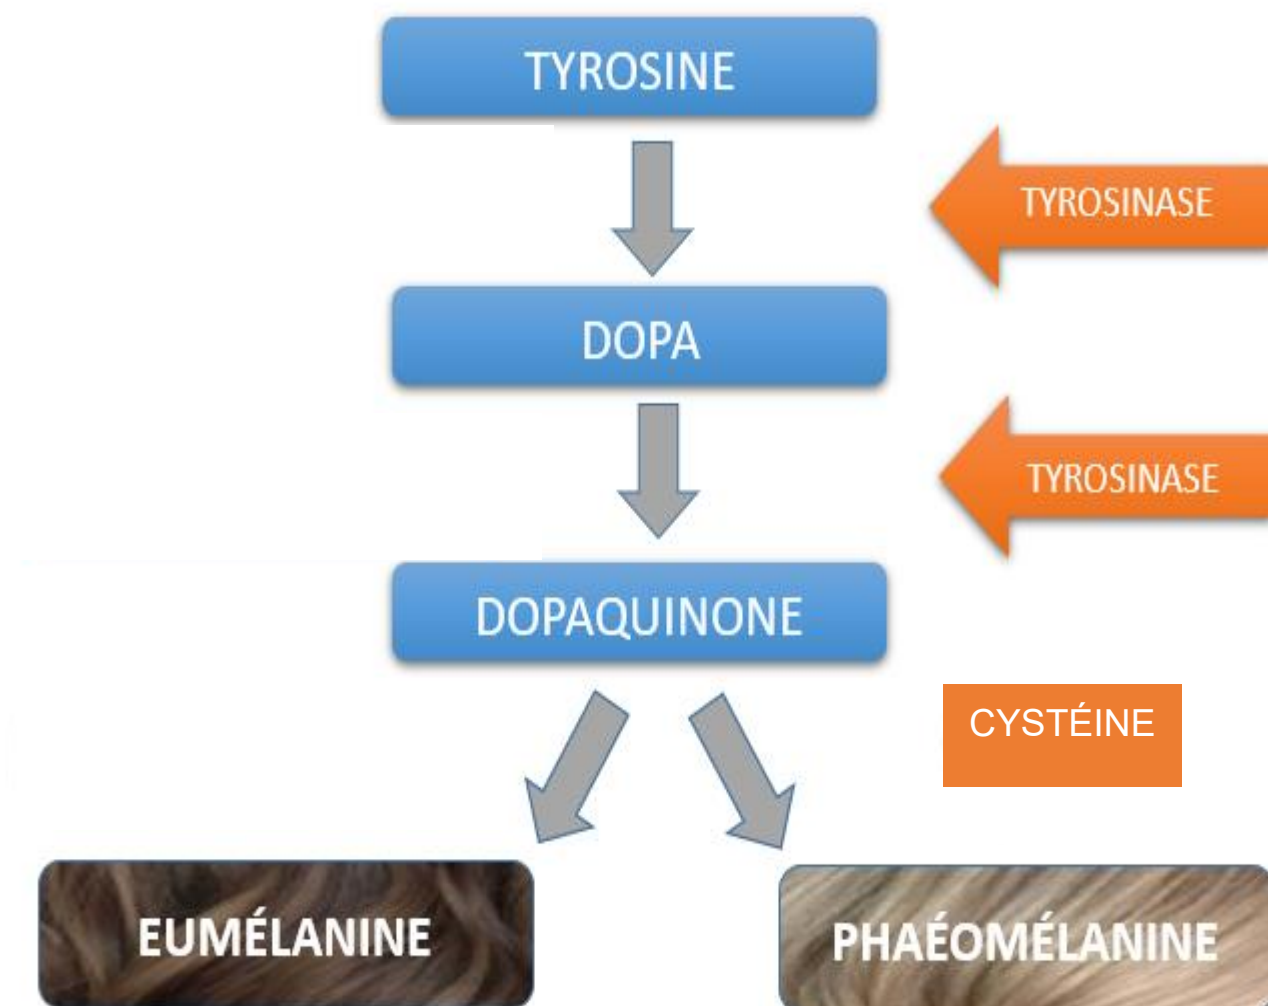 TYROSINE
TYROSINASE
DOPA
TYROSINASE
DOPAQUINONE
CYSTÉINE
EUMÉLANINE
PHAÉOMÉLANINE